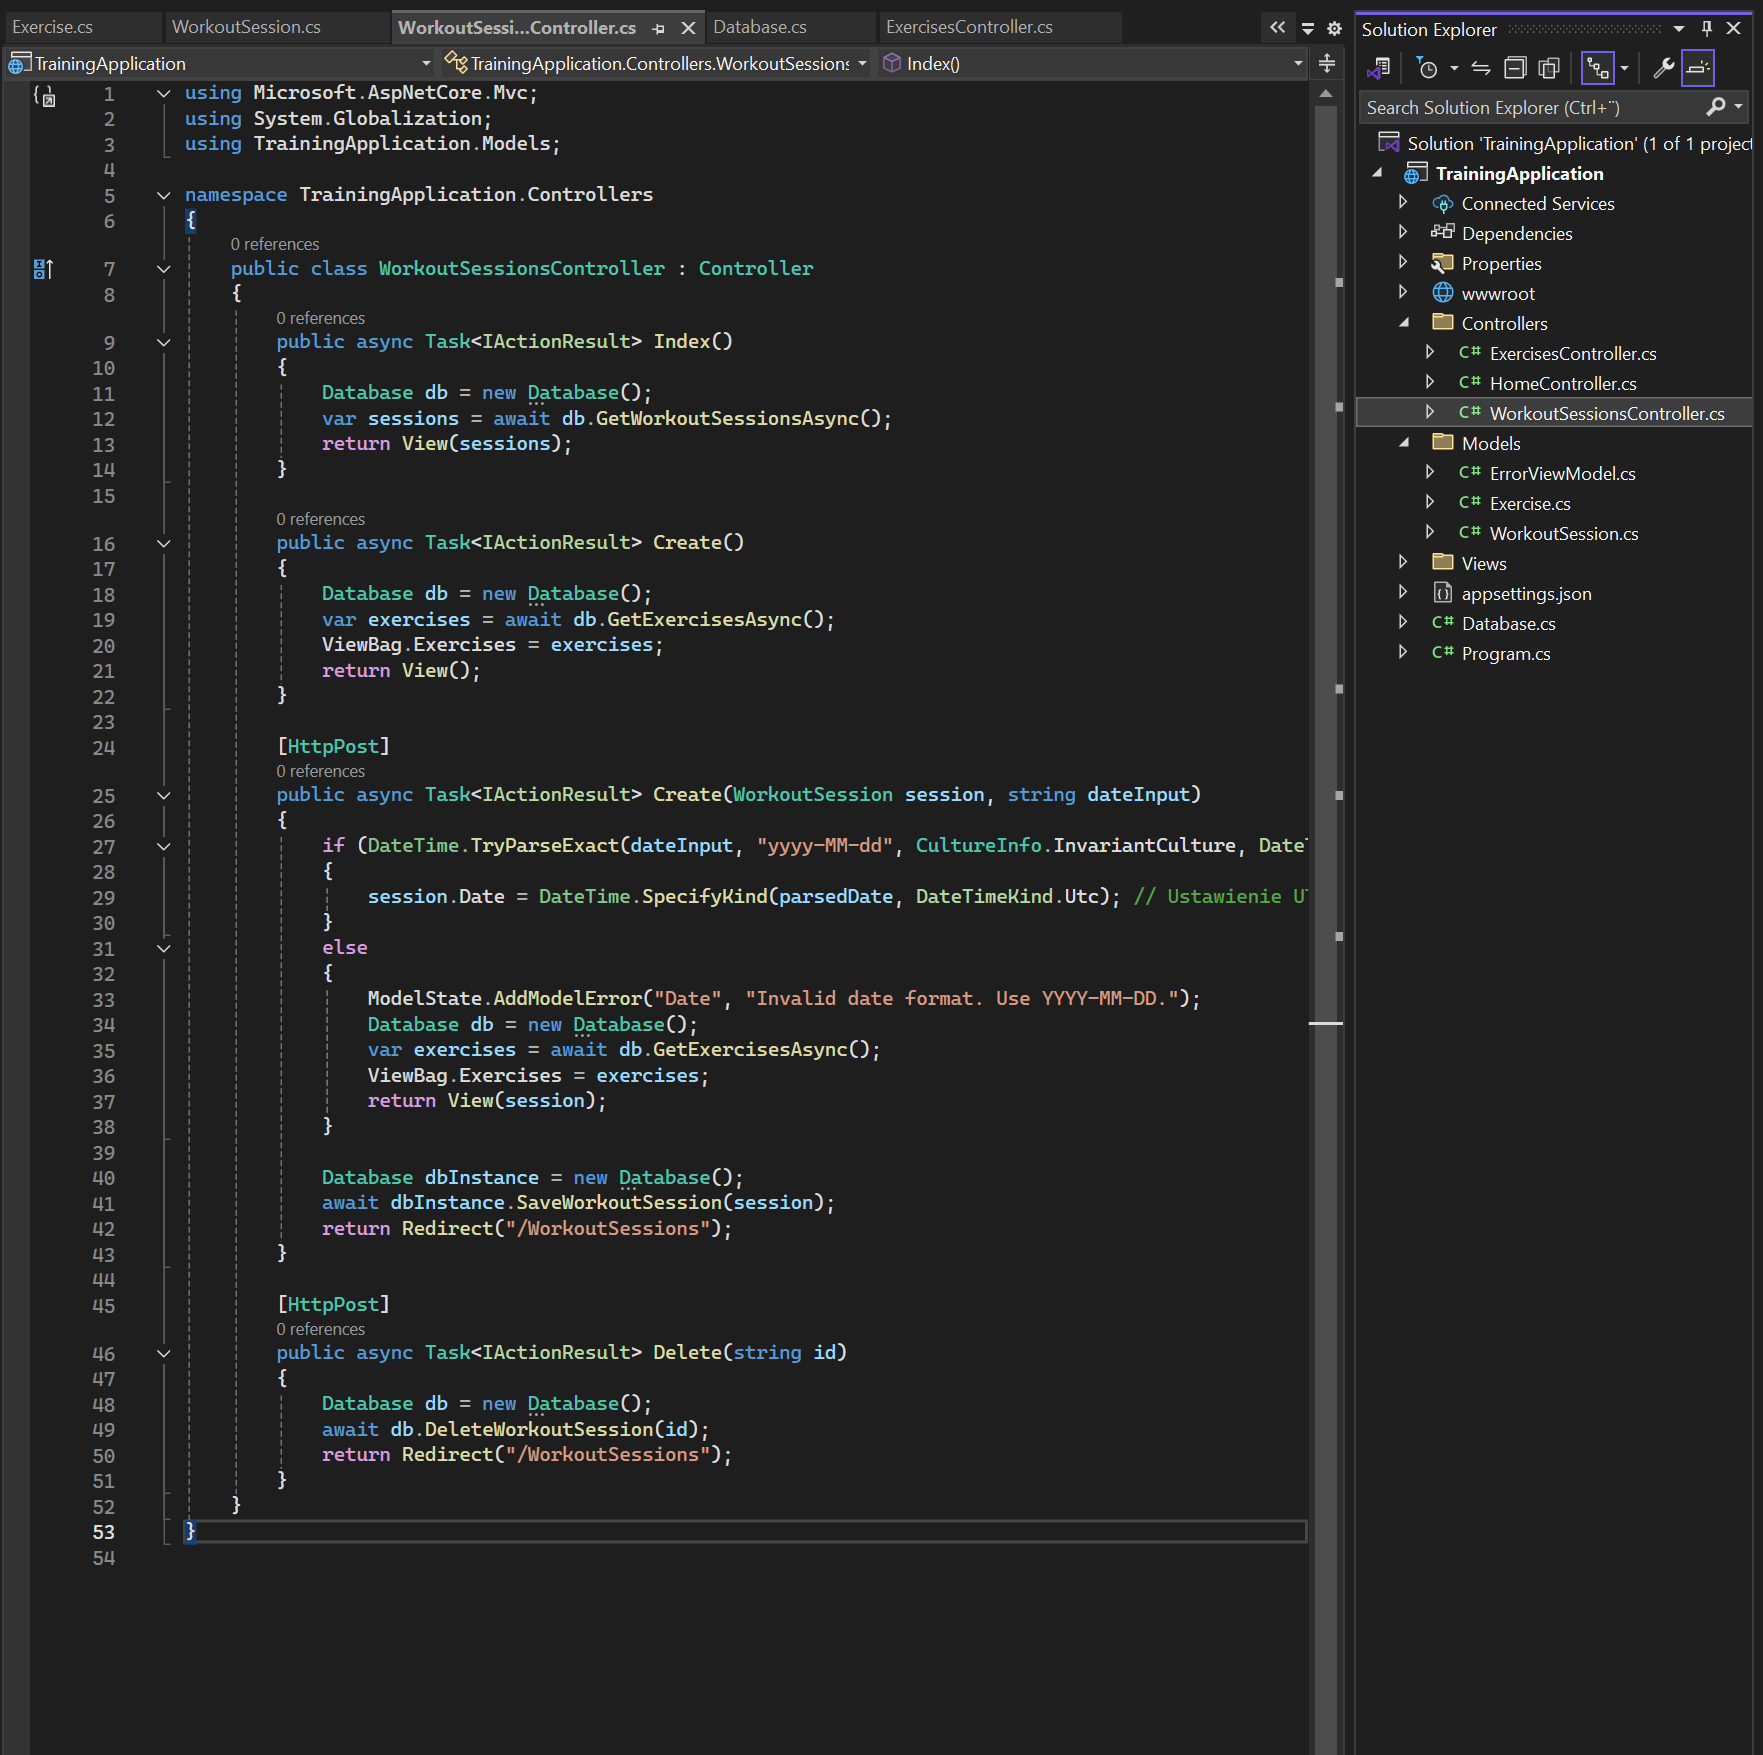 Exercise.cs WorkoutSession.cs WorkoutSessi...Controller.cs Database.cs ExercisesController.cs
TrainingApplication TrainingApplication.Controllers.WorkoutSessions Index()
1 using Microsoft.AspNetCore.Mvc;
2 using System.Globalization;
3 using TrainingApplication.Models;
4
5 namespace TrainingApplication.Controllers
6 {
0 references
7 public class WorkoutSessionsController : Controller
8 {
0 references
9 public async Task<IActionResult> Index()
10 {
11 Database db = new Database();
12 var sessions = await db.GetWorkoutSessionsAsync();
13 return View(sessions);
14 }
15
0 references
16 public async Task<IActionResult> Create()
17 {
18 Database db = new Database();
19 var exercises = await db.GetExercisesAsync();
20 ViewBag.Exercises = exercises;
21 return View();
22 }
23
24 [HttpPost]
0 references
25 public async Task<IActionResult> Create(WorkoutSession session, string dateInput)
26 {
27 if (DateTime.TryParseExact(dateInput, "yyyy-MM-dd", CultureInfo.InvariantCulture, Date
28 {
29 session.Date = DateTime.SpecifyKind(parsedDate, DateTimeKind.Utc); // Ustawienie U
30 }
31 else
32 {
33 ModelState.AddModelError("Date", "Invalid date format. Use YYYY-MM-DD.");
34 Database db = new Database();
35 var exercises = await db.GetExercisesAsync();
36 ViewBag.Exercises = exercises;
37 return View(session);
38 }
39
40 Database dbInstance = new Database();
41 await dbInstance.SaveWorkoutSession(session);
42 return Redirect("/WorkoutSessions");
43 }
44
45 [HttpPost]
0 references
46 public async Task<IActionResult> Delete(string id)
47 {
48 Database db = new Database();
49 await db.DeleteWorkoutSession(id);
50 return Redirect("/WorkoutSessions");
51 }
52 }
53 }
54
Solution Explorer
Search Solution Explorer (Ctrl+¨)
Solution 'TrainingApplication' (1 of 1 project
TrainingApplication
Connected Services
Dependencies
Properties
wwwroot
Controllers
C# ExercisesController.cs
C# HomeController.cs
C# WorkoutSessionsController.cs
Models
C# ErrorViewModel.cs
C# Exercise.cs
C# WorkoutSession.cs
Views
appsettings.json
C# Database.cs
C# Program.cs